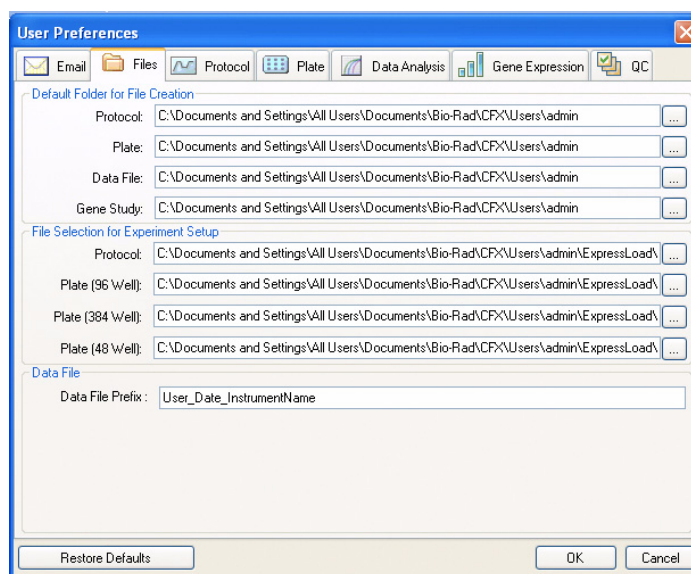 User Preferences
Email Files Protocol Plate Data Analysis Gene Expression QC
Default Folder for File Creation
Protocol: C:\Documents and Settings\All Users\Documents\Bio-Rad\CFX\Users\admin ...
Plate: C:\Documents and Settings\All Users\Documents\Bio-Rad\CFX\Users\admin ...
Data File: C:\Documents and Settings\All Users\Documents\Bio-Rad\CFX\Users\admin ...
Gene Study: C:\Documents and Settings\All Users\Documents\Bio-Rad\CFX\Users\admin ...
File Selection for Experiment Setup
Protocol: C:\Documents and Settings\All Users\Documents\Bio-Rad\CFX\Users\admin\ExpressLoad\ ...
Plate (96 Well): C:\Documents and Settings\All Users\Documents\Bio-Rad\CFX\Users\admin\ExpressLoad\ ...
Plate (384 Well): C:\Documents and Settings\All Users\Documents\Bio-Rad\CFX\Users\admin\ExpressLoad\ ...
Plate (48 Well): C:\Documents and Settings\All Users\Documents\Bio-Rad\CFX\Users\admin\ExpressLoad\ ...
Data File
Data File Prefix : User_Date_InstrumentName
Restore Defaults OK Cancel